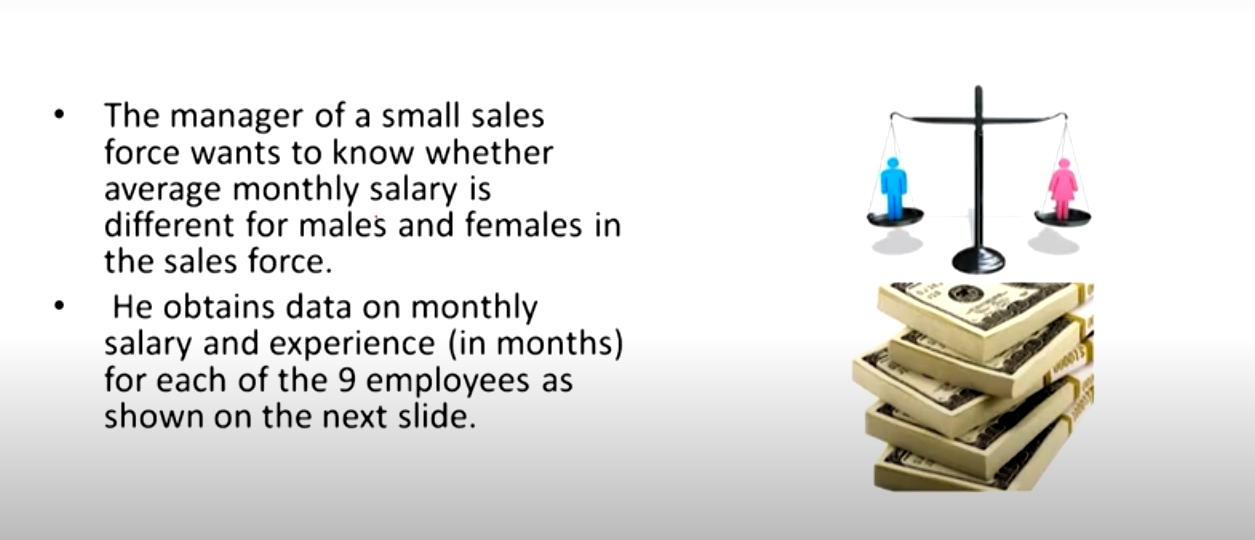 • The manager of a small sales
force wants to know whether
average monthly salary is
different for males and females in
the sales force.
• He obtains data on monthly
salary and experience (in months)
for each of the 9 employees as
shown on the next slide.